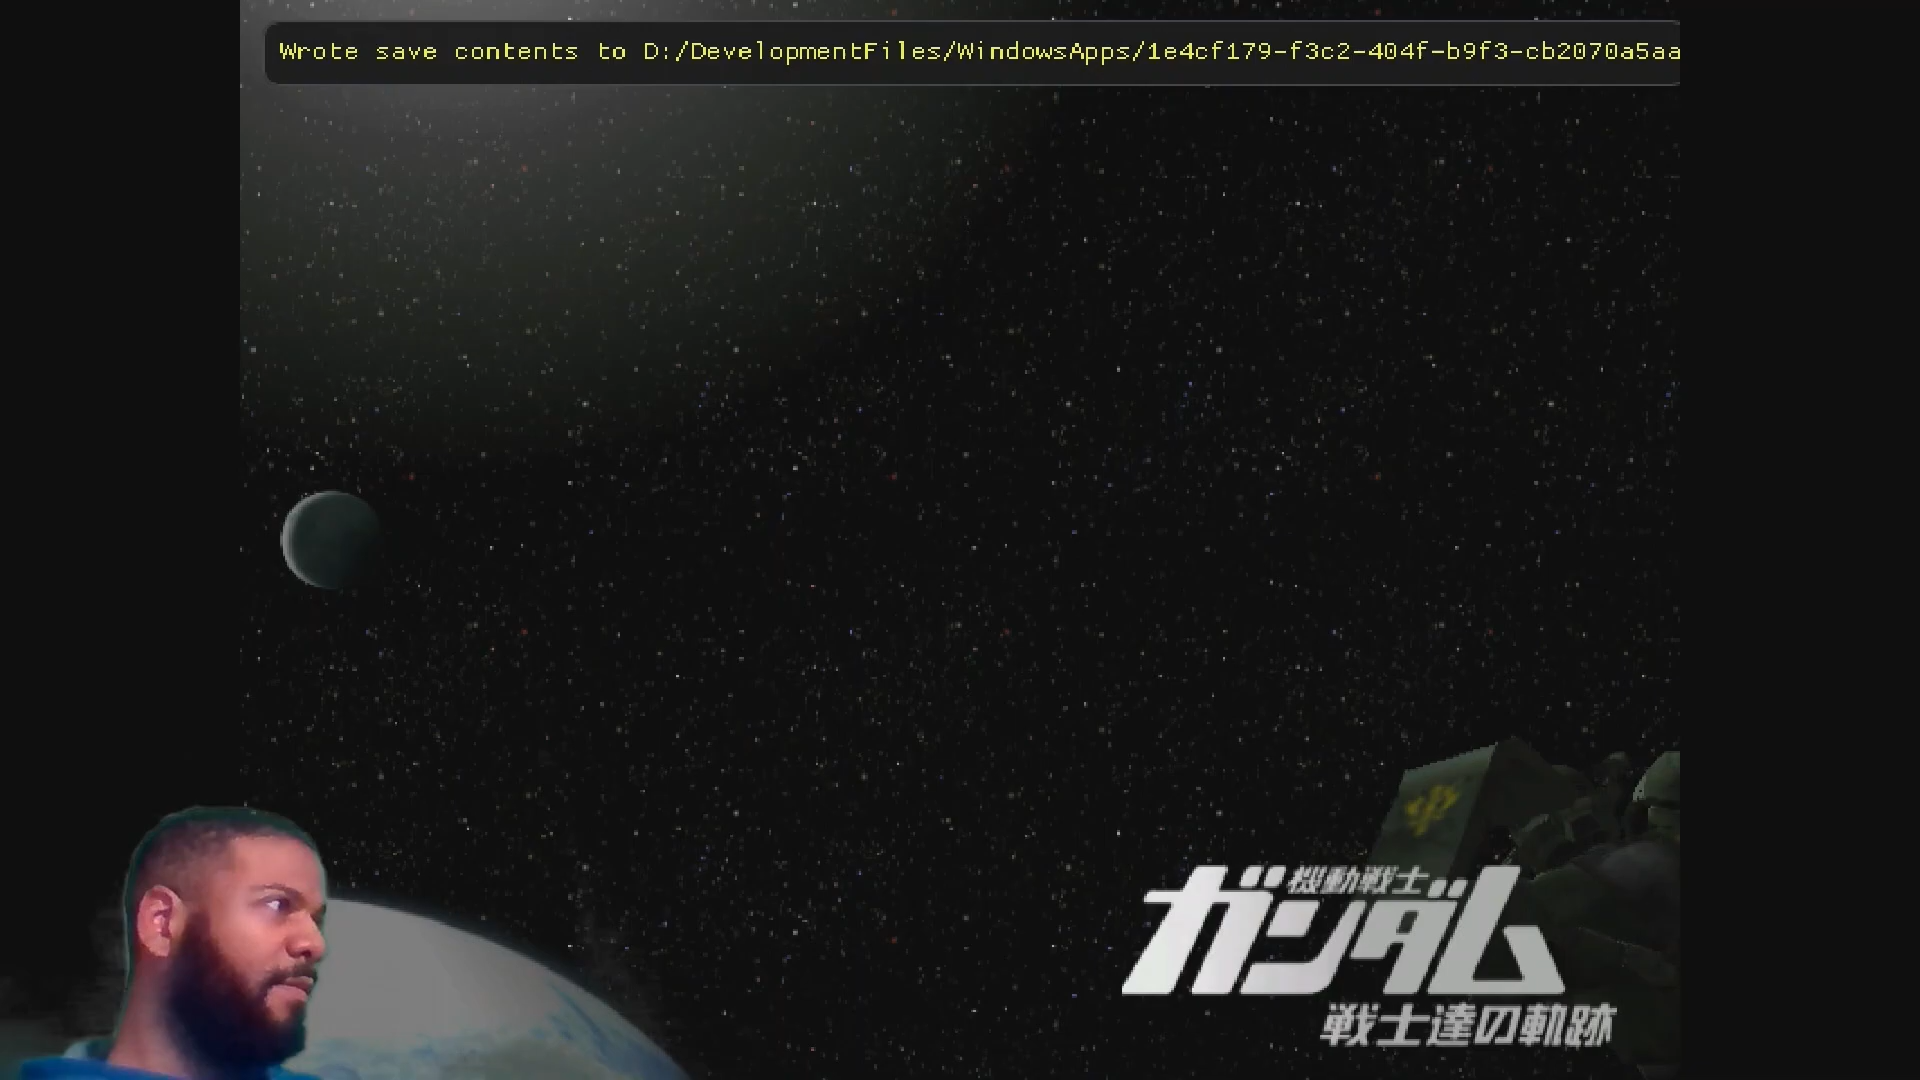 Wrote save contents to D:/DevelopmentFiles/WindowsApps/1e4cf179-f3c2-404f-b9f3-cb2070a5aa
機動戦士
ガンダム
戦士達の軌跡